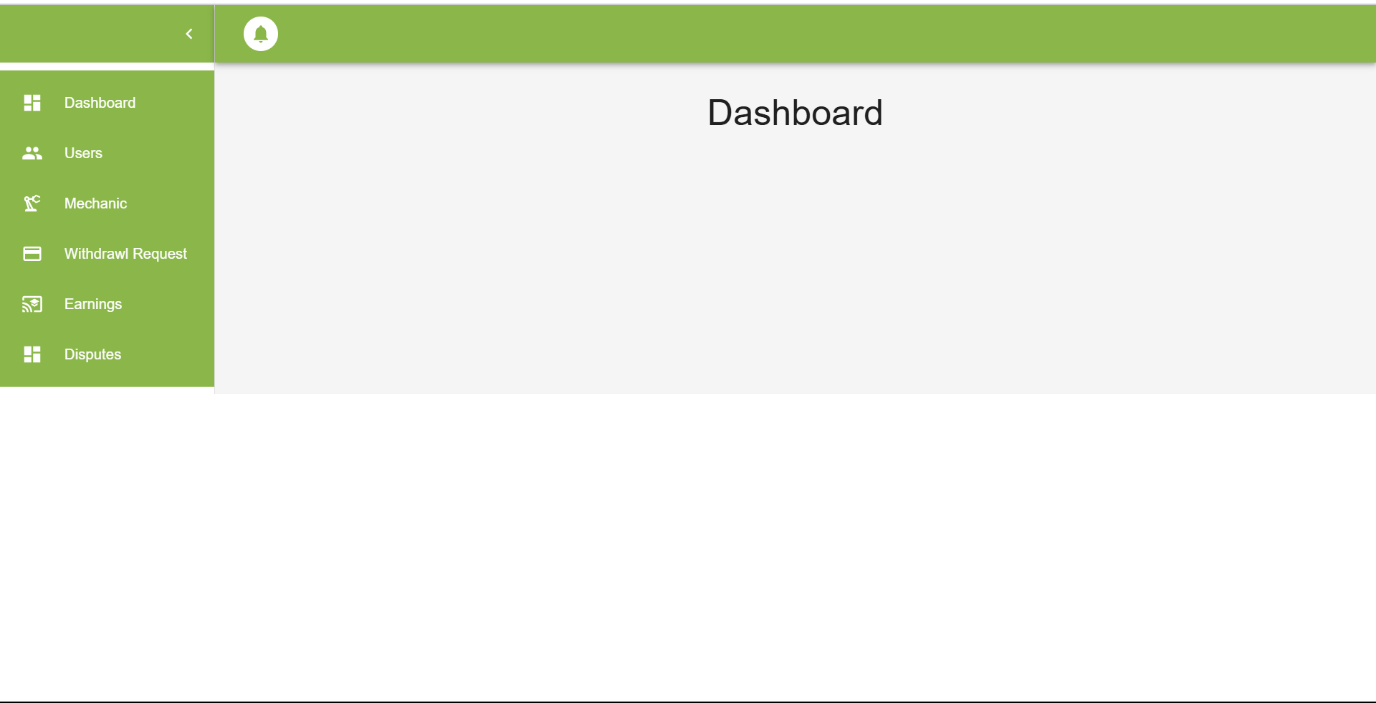 Dashboard
Dashboard
Users
Mechanic
Withdrawl Request
Earnings
Disputes